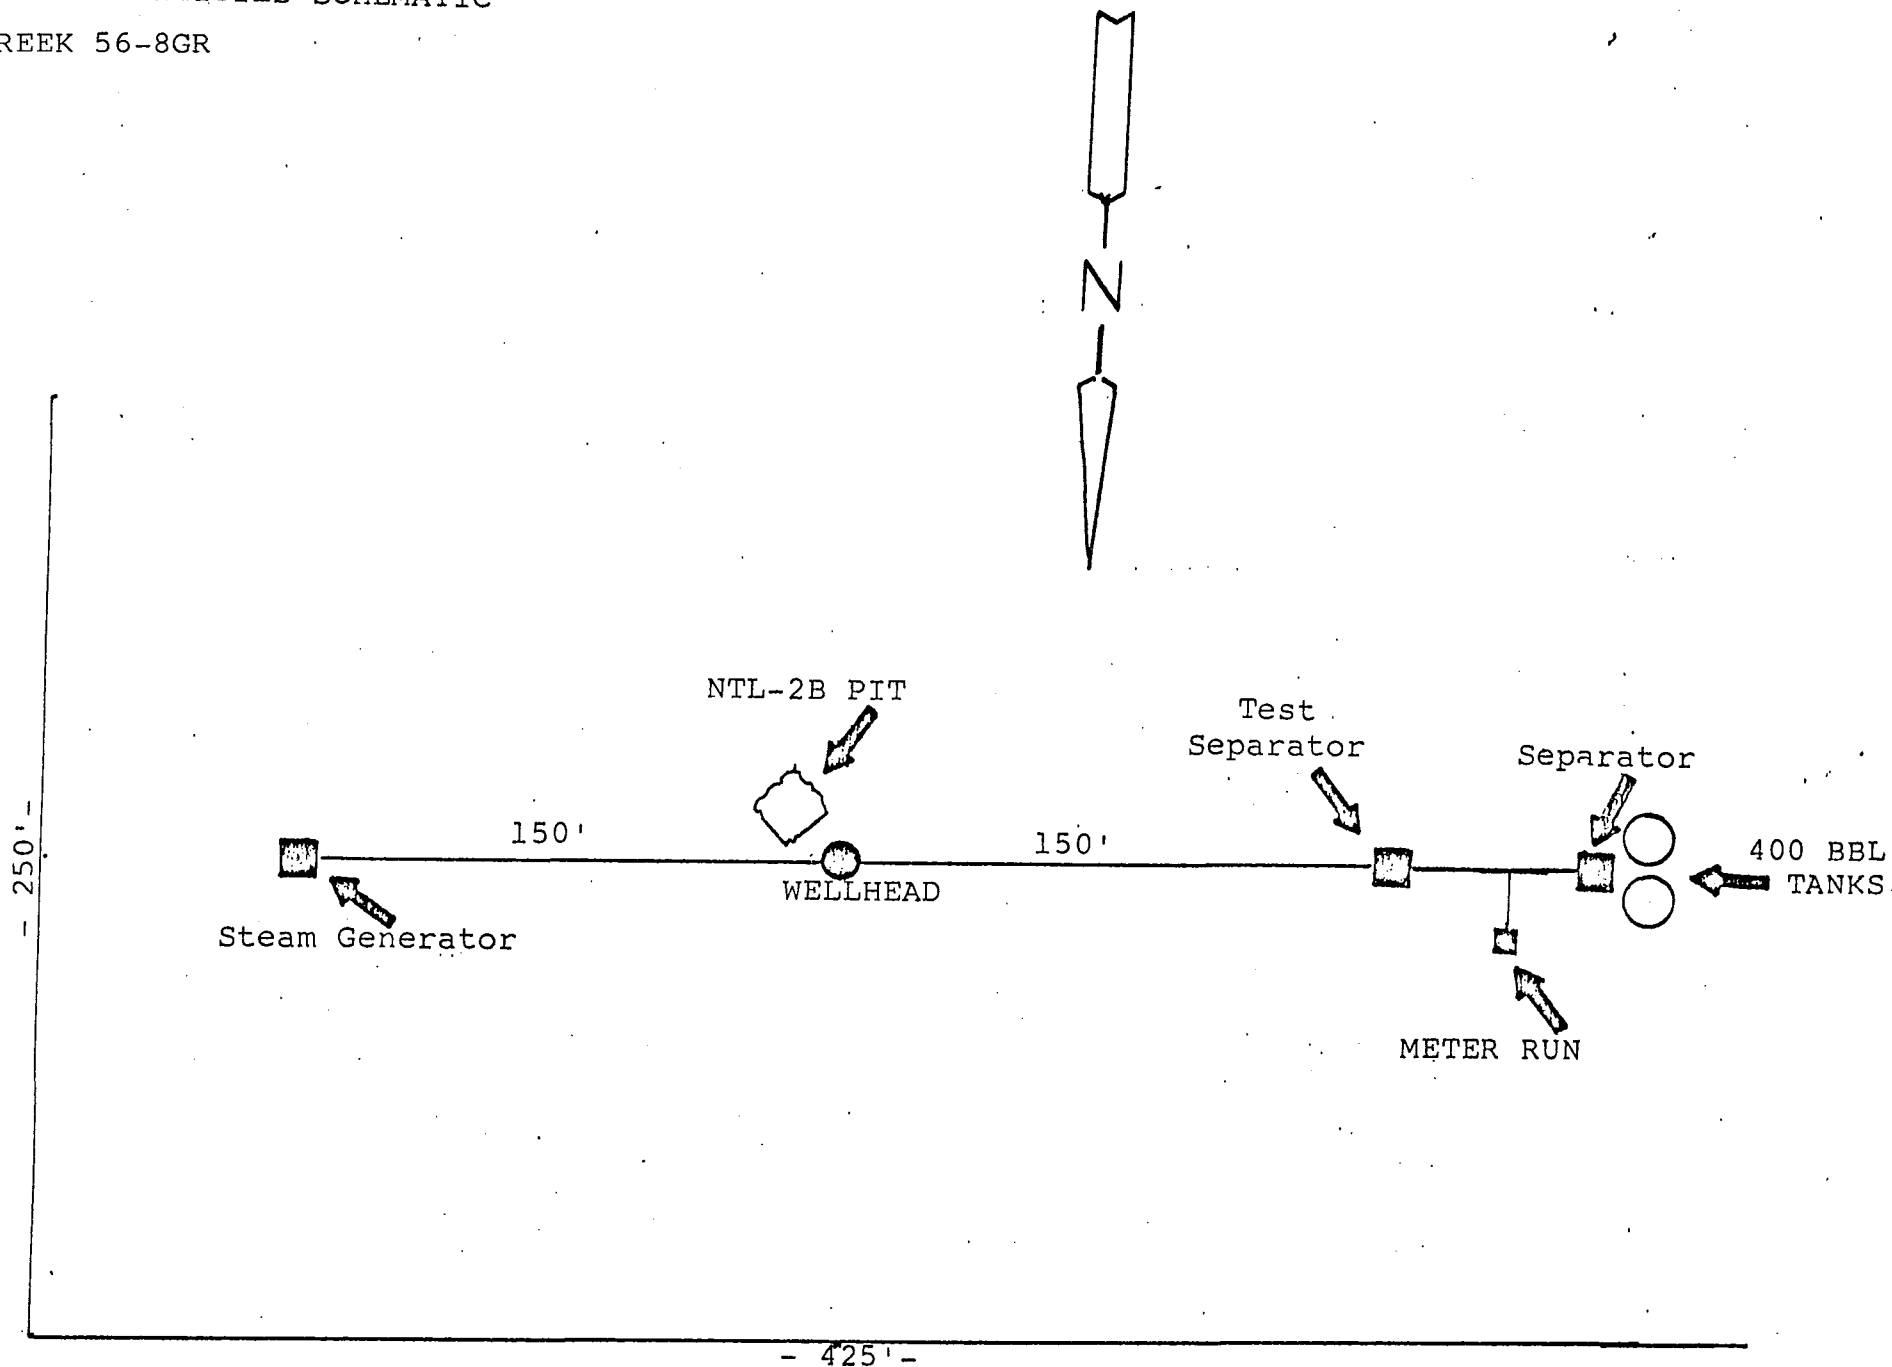 SCHEMATIC
REEK 56-8GR
N
NTL-2B PIT
Test
Separator
Separator
150'
150'
400 BBL
TANKS
- 250' -
WELLHEAD
Steam Generator
METER RUN
- 425' -